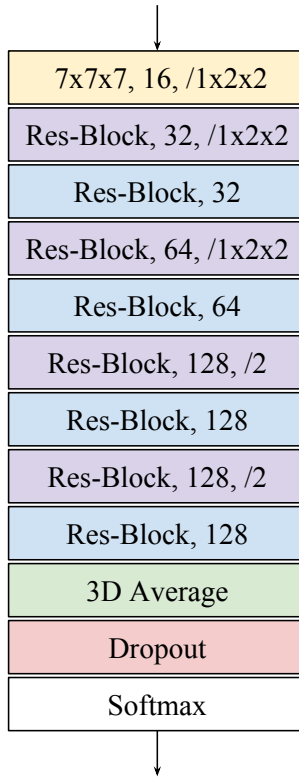 7x7x7, 16, /1x2x2
Res-Block, 32, /1x2x2
Res-Block, 32
Res-Block, 64, /1x2x2
Res-Block, 64
Res-Block, 128, /2
Res-Block, 128
Res-Block, 128, /2
Res-Block, 128
3D Average
Dropout
Softmax